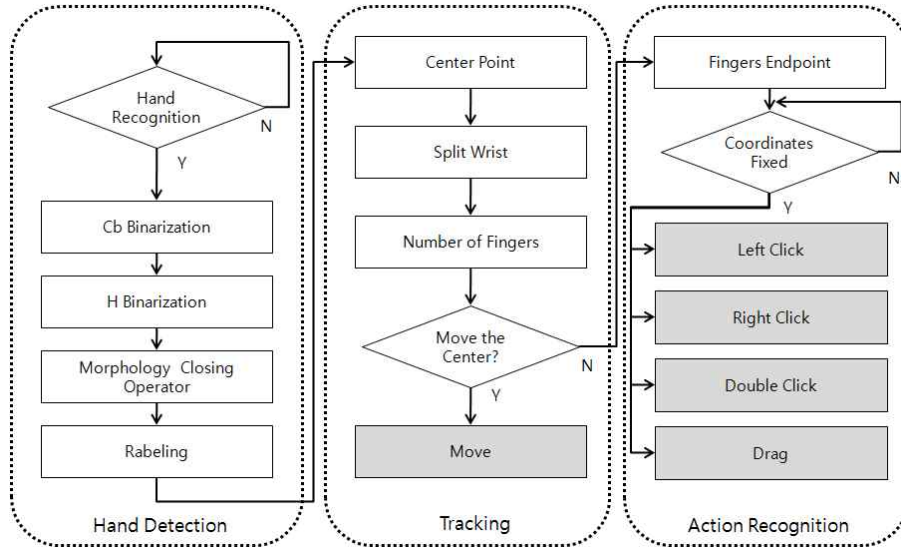 Hand
Recognition
N
Y
Cb Binarization
H Binarization
Morphology Closing
Operator
Rabeling
Hand Detection
Center Point
Split Wrist
Number of Fingers
Move the
Center?
N
Y
Move
Tracking
Fingers Endpoint
Coordinates
Fixed
N
Y
Left Click
Right Click
Double Click
Drag
Action Recognition